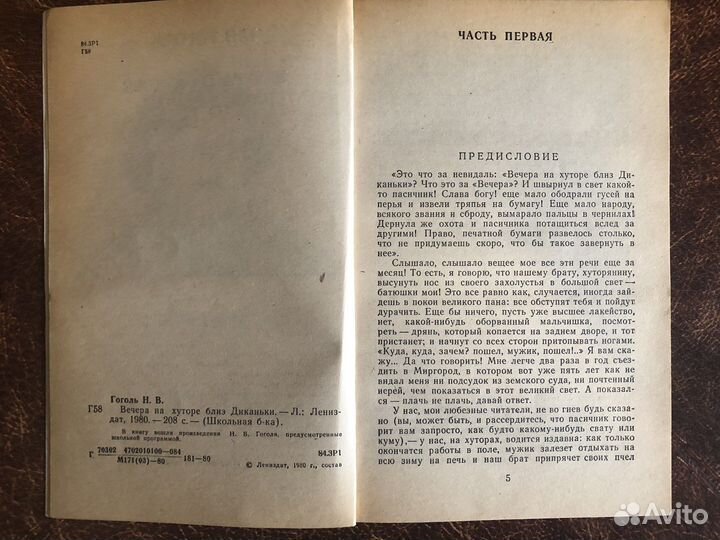 84.3Р1
Г58
Гоголь Н. В.
Г58 Вечера на хуторе близ Диканьки. — Л.: Лениз-
дат, 1980. — 208 с. — (Школьная б-ка).
В книгу вошли произведения Н. В. Гоголя, предусмотренные
школьной программой.
Г 70302 4702010100—084 181—80 84.3Р1
М171(03)—80
© Лениздат, 1980 г., состав
ЧАСТЬ ПЕРВАЯ
ПРЕДИСЛОВИЕ
«Это что за невидаль: «Вечера на хуторе близ Ди-
каньки»? Что это за «Вечера»? И швырнул в свет какой-
то пасичник! Слава богу! еще мало ободрали гусей на
перья и извели тряпья на бумагу! Еще мало народу,
всякого звания и сброду, вымарало пальцы в чернилах!
Дернула же охота и пасичника потащиться вслед за
другими! Право, печатной бумаги развелось столько,
что не придумаешь скоро, что бы такое завернуть в
нее».
Слышало, слышало вещее мое все эти речи еще за
месяц! То есть, я говорю, что нашему брату, хуторянину,
высунуть нос из своего захолустья в большой свет —
батюшки мои! Это все равно как, случается, иногда зай-
дешь в покои великого пана: все обступят тебя и пойдут
дурачить. Еще бы ничего, пусть уже высшее лакейство,
нет, какой-нибудь оборванный мальчишка, посмот-
реть — дрянь, который копается на заднем дворе, и тот
пристанет; и начнут со всех сторон притопывать ногами.
«Куда, куда, зачем? пошел, мужик, пошел!..» Я вам ска-
жу... Да что говорить! Мне легче два раза в год съез-
дить в Миргород, в котором вот уже пять лет как не
видал меня ни подсудок из земского суда, ни почтенный
иерей, чем показаться в этот великий свет. А показал-
ся — плачь не плачь, давай ответ.
У нас, мои любезные читатели, не во гнев будь ска-
зано (вы, может быть, и рассердитесь, что пасичник гово-
рит вам запросто, как будто какому-нибудь свату или
куму),— у нас, на хуторах, водится издавна: как только
окончатся работы в поле, мужик залезет отдыхать на
всю зиму на печь и наш брат припрячет своих пчел
5
Avito